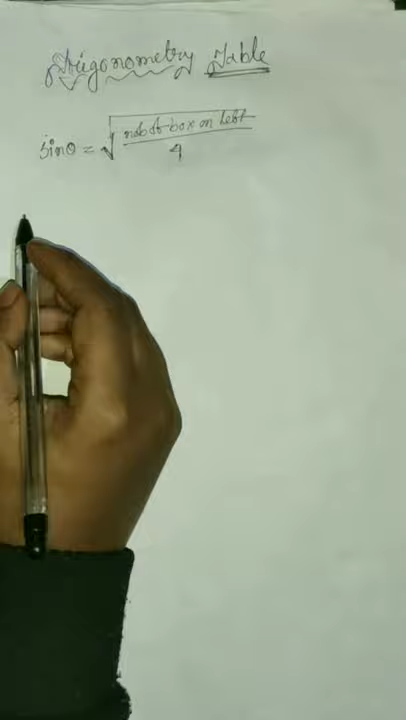 Trigonometry Table
sinθ = √(no. of box on left / 4)